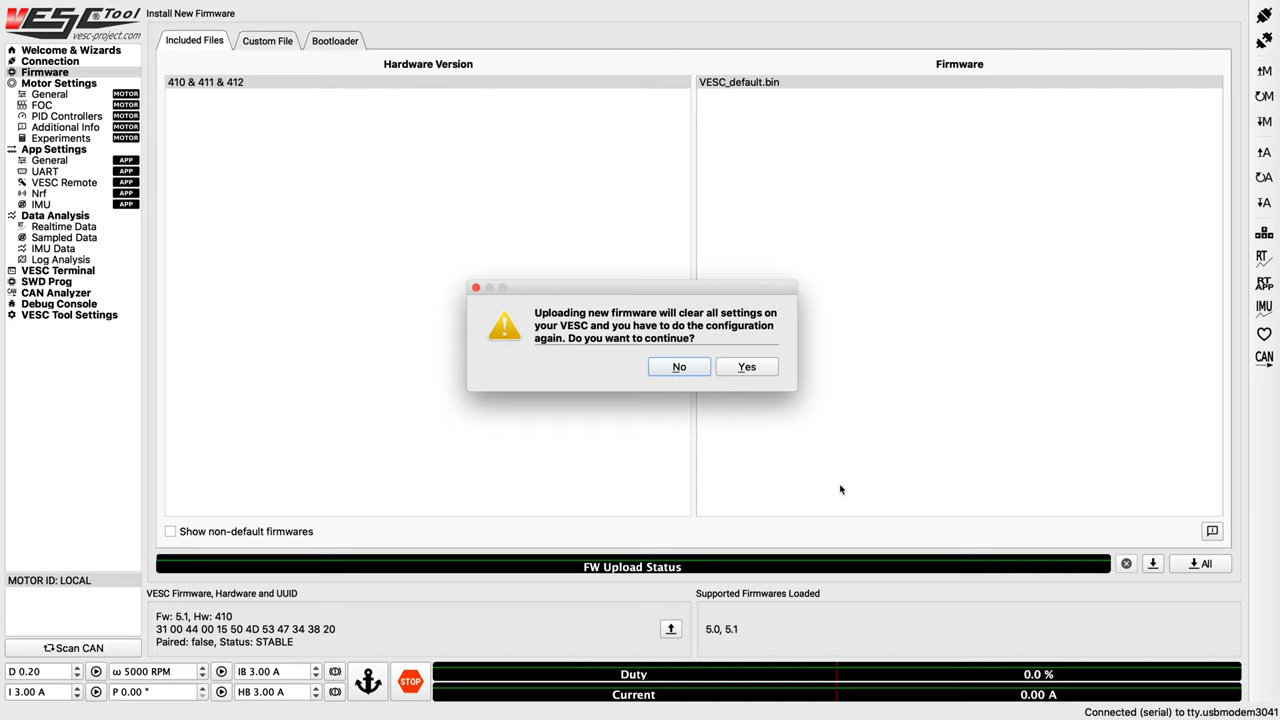 VESC Tool
vesc-project.com
Install New Firmware
Welcome & Wizards
Connection
Firmware
Motor Settings
General MOTOR
FOC MOTOR
PID Controllers MOTOR
Additional Info MOTOR
Experiments MOTOR
App Settings
General APP
UART APP
VESC Remote APP
Nrf APP
IMU APP
Data Analysis
RT Realtime Data
Sampled Data
IMU Data
Log Analysis
VESC Terminal
SWD Prog
CAN CAN Analyzer
Debug Console
VESC Tool Settings
MOTOR ID: LOCAL
Scan CAN
Included Files Custom File Bootloader
Hardware Version Firmware
410 & 411 & 412 VESC_default.bin
Uploading new firmware will clear all settings on
your VESC and you have to do the configuration
again. Do you want to continue?
No Yes
Show non-default firmwares
FW Upload Status All
VESC Firmware, Hardware and UUID
Fw: 5.1, Hw: 410
31 00 44 00 15 50 4D 53 47 34 38 20
Paired: false, Status: STABLE
Supported Firmwares Loaded
5.0, 5.1
D 0.20 ω 5000 RPM IB 3.00 A
I 3.00 A P 0.00 ° HB 3.00 A
STOP
Duty 0.0 %
Current 0.00 A
Connected (serial) to tty.usbmodem3041
↑M
↻M
↓M
↑A
↻A
↓A
RT
RT
APP
IMU
CAN